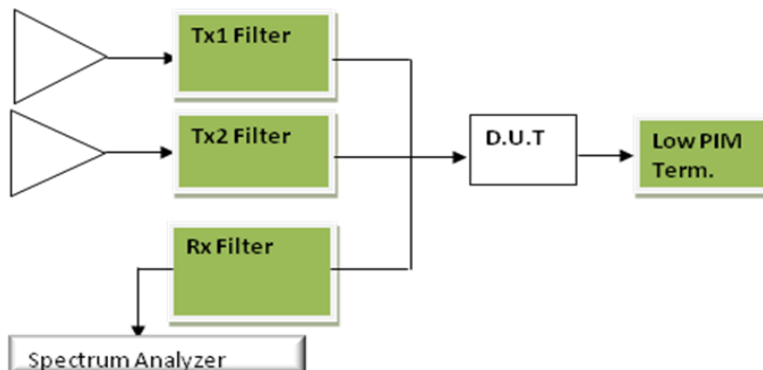 Tx1 Filter
Tx2 Filter
D.U.T
Low PIM
Term.
Rx Filter
Spectrum Analyzer